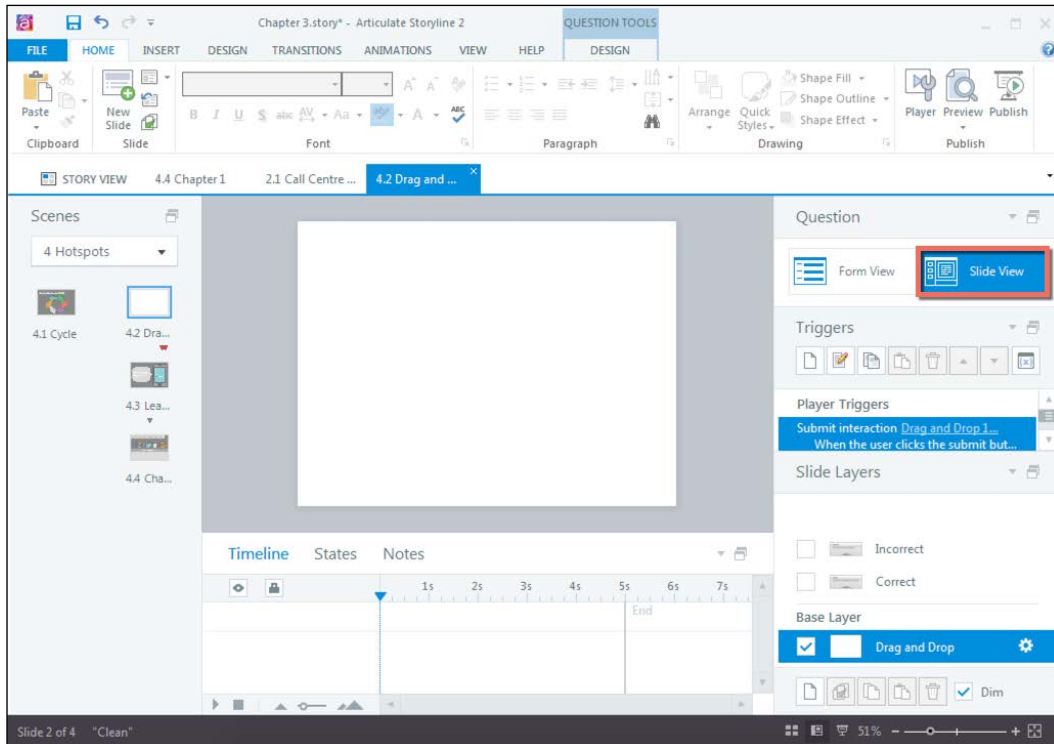 Chapter 3.story* - Articulate Storyline 2
QUESTION TOOLS
FILE HOME INSERT DESIGN TRANSITIONS ANIMATIONS VIEW HELP DESIGN
Paste
New Slide
B I U S abc AV Aa A ABC
Arrange Quick Styles
Shape Fill
Shape Outline
Shape Effect
Player Preview Publish
Clipboard Slide Font Paragraph Drawing Publish
STORY VIEW 4.4 Chapter 1 2.1 Call Centre ... 4.2 Drag and ...
Scenes
4 Hotspots
4.1 Cycle
4.2 Dra...
4.3 Lea...
4.4 Cha...
Timeline States Notes
1s 2s 3s 4s 5s 6s 7s
End
Question
Form View
Slide View
Triggers
Player Triggers
Submit interaction Drag and Drop 1...
When the user clicks the submit but...
Slide Layers
Incorrect
Correct
Base Layer
Drag and Drop
Dim
Slide 2 of 4 "Clean" 51%